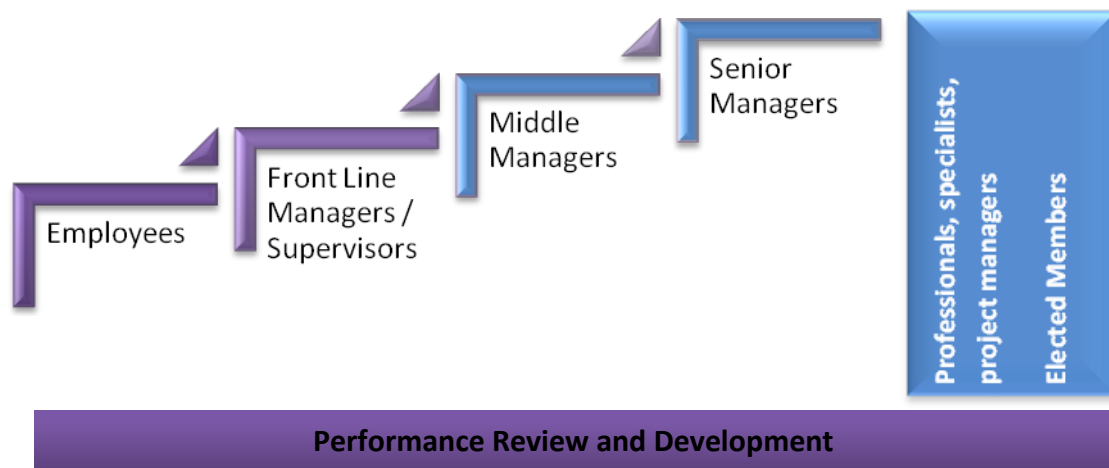 Employees
Front Line
Managers /
Supervisors
Middle
Managers
Senior
Managers
Professionals, specialists,
project managers
Elected Members
Performance Review and Development